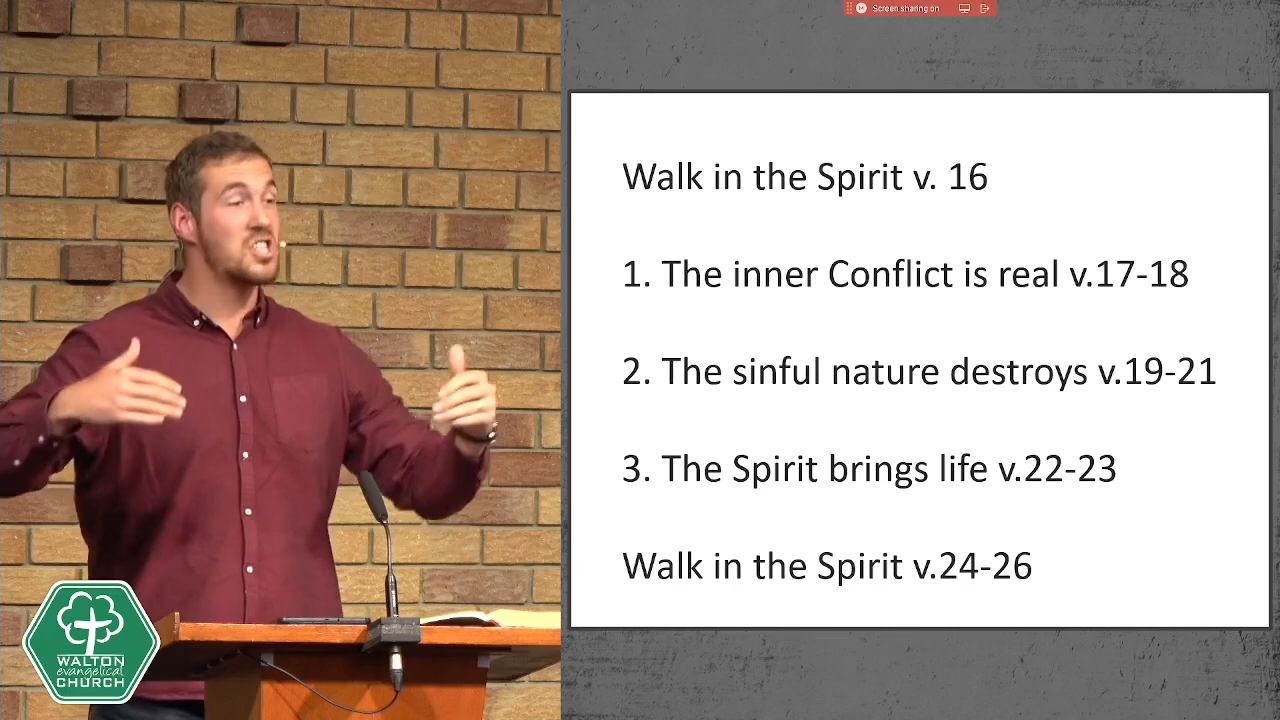 Screen sharing on
Walk in the Spirit v. 16
1. The inner Conflict is real v.17-18
2. The sinful nature destroys v.19-21
3. The Spirit brings life v.22-23
Walk in the Spirit v.24-26
WALTON
evangelical
CHURCH